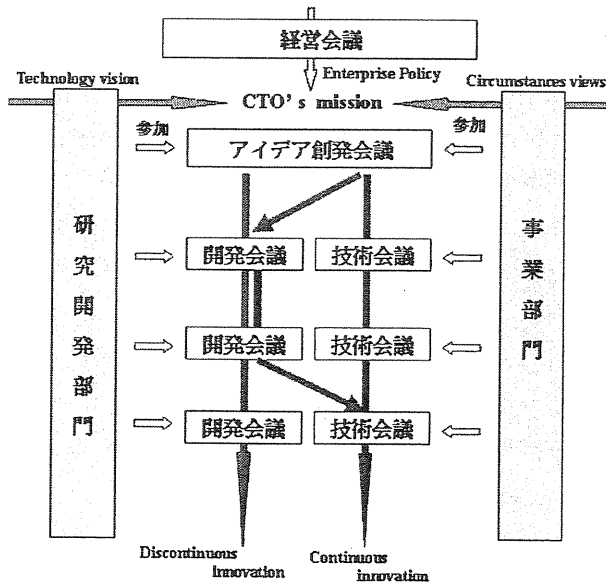 経営会議
Enterprise Policy
Technology vision
Circumstances views
CTO's mission
参加
参加
アイデア創発会議
研究開発部門
事業部門
開発会議
技術会議
開発会議
技術会議
開発会議
技術会議
Discontinuous
innovation
Continuous
innovation